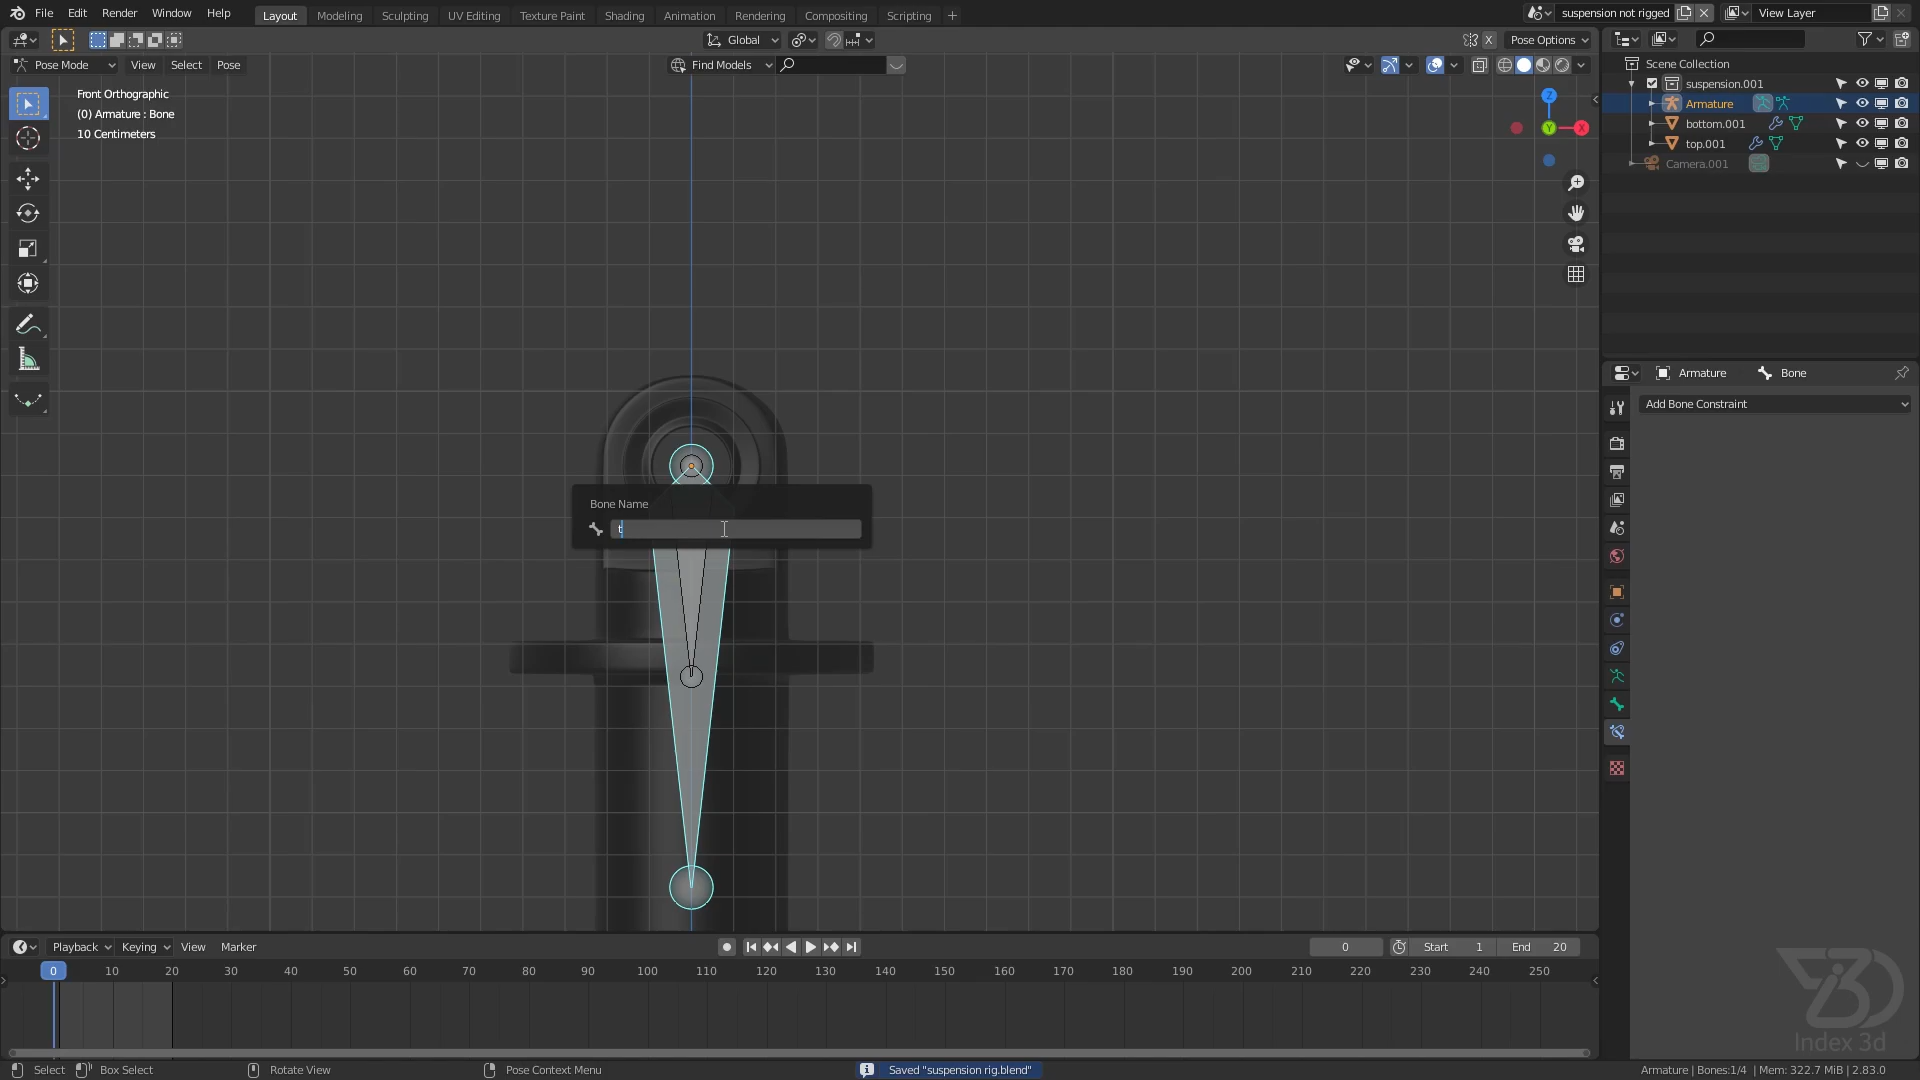 File Edit Render Window Help Layout Modeling Sculpting UV Editing Texture Paint Shading Animation Rendering Compositing Scripting + suspension not rigged View Layer
Global X Pose Options
Pose Mode View Select Pose Find Models
Scene Collection
suspension.001
Armature
bottom.001
top.001
Camera.001
Front Orthographic
(0) Armature : Bone
10 Centimeters
Z
Y
X
Armature Bone
Add Bone Constraint
Bone Name
t
Playback Keying View Marker 0 Start 1 End 20
0 10 20 30 40 50 60 70 80 90 100 110 120 130 140 150 160 170 180 190 200 210 220 230 240 250
Index 3d
Select Box Select Rotate View Pose Context Menu Saved "suspension rig.blend" Armature | Bones:1/4 | Mem: 322.7 MiB | 2.83.0